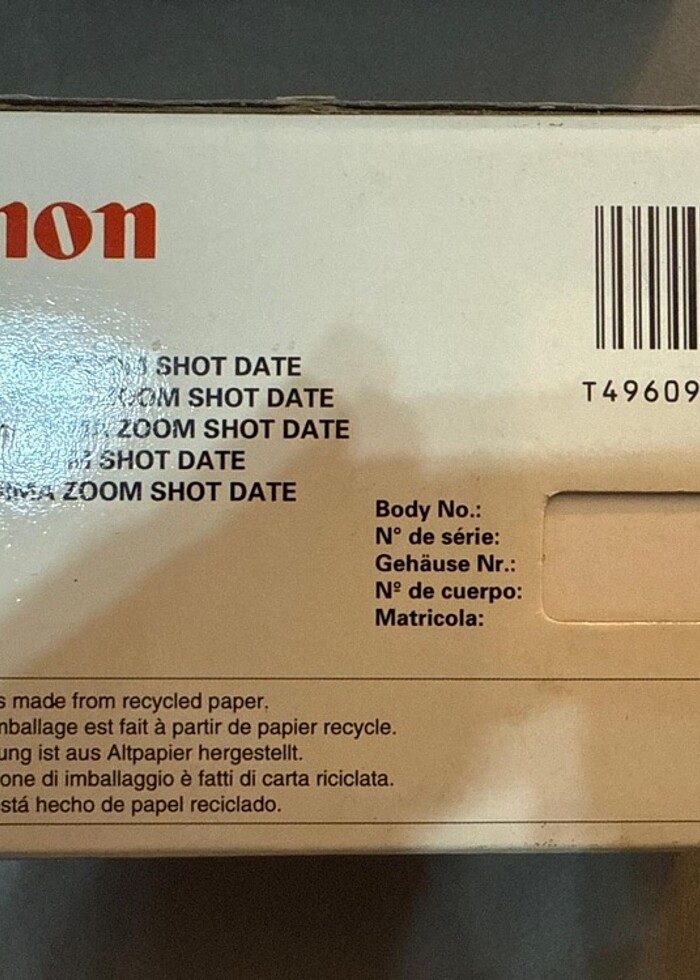 non
SHOT DATE
ZOOM SHOT DATE
ZOOM SHOT DATE
SHOT DATE
ZOOM SHOT DATE
T49609
Body No.:
N° de série:
Gehäuse Nr.:
Nº de cuerpo:
Matricola:
s made from recycled paper.
mballage est fait à partir de papier recycle.
ung ist aus Altpapier hergestellt.
one di imballaggio è fatti di carta riciclata.
está hecho de papel reciclado.